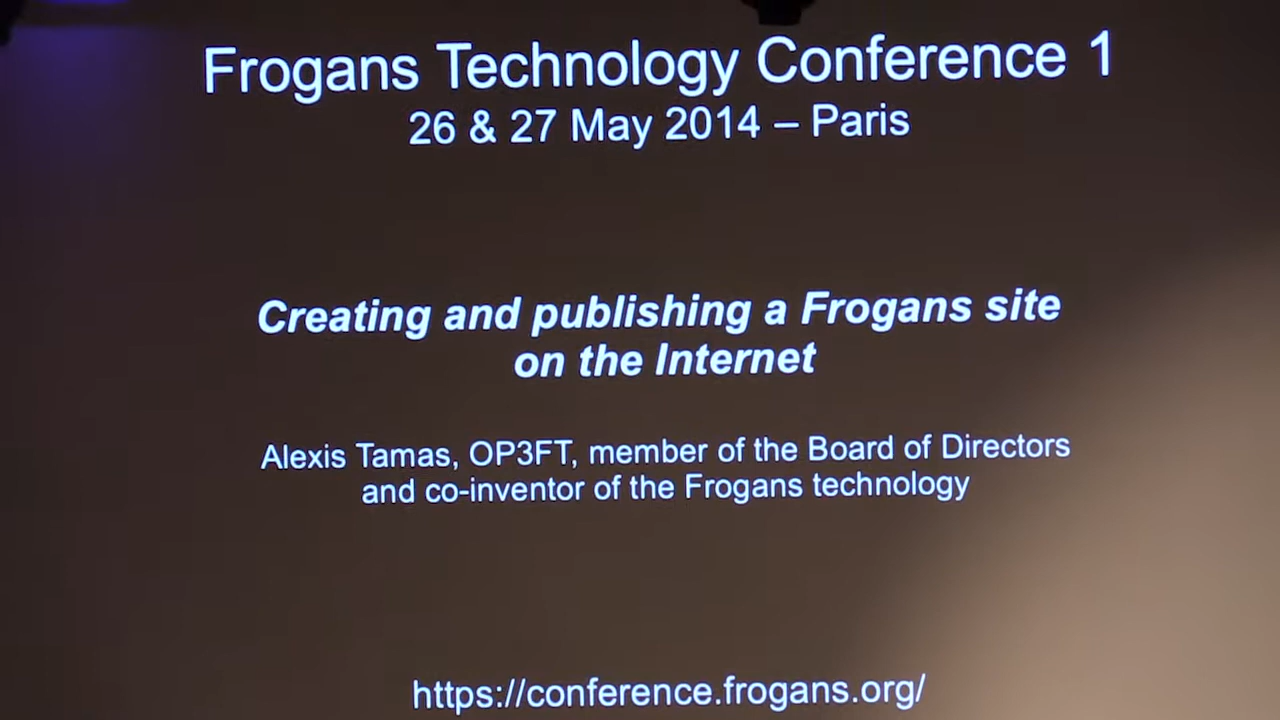 Frogans Technology Conference 1
26 & 27 May 2014 – Paris
Creating and publishing a Frogans site
on the Internet
Alexis Tamas, OP3FT, member of the Board of Directors
and co-inventor of the Frogans technology
https://conference.frogans.org/